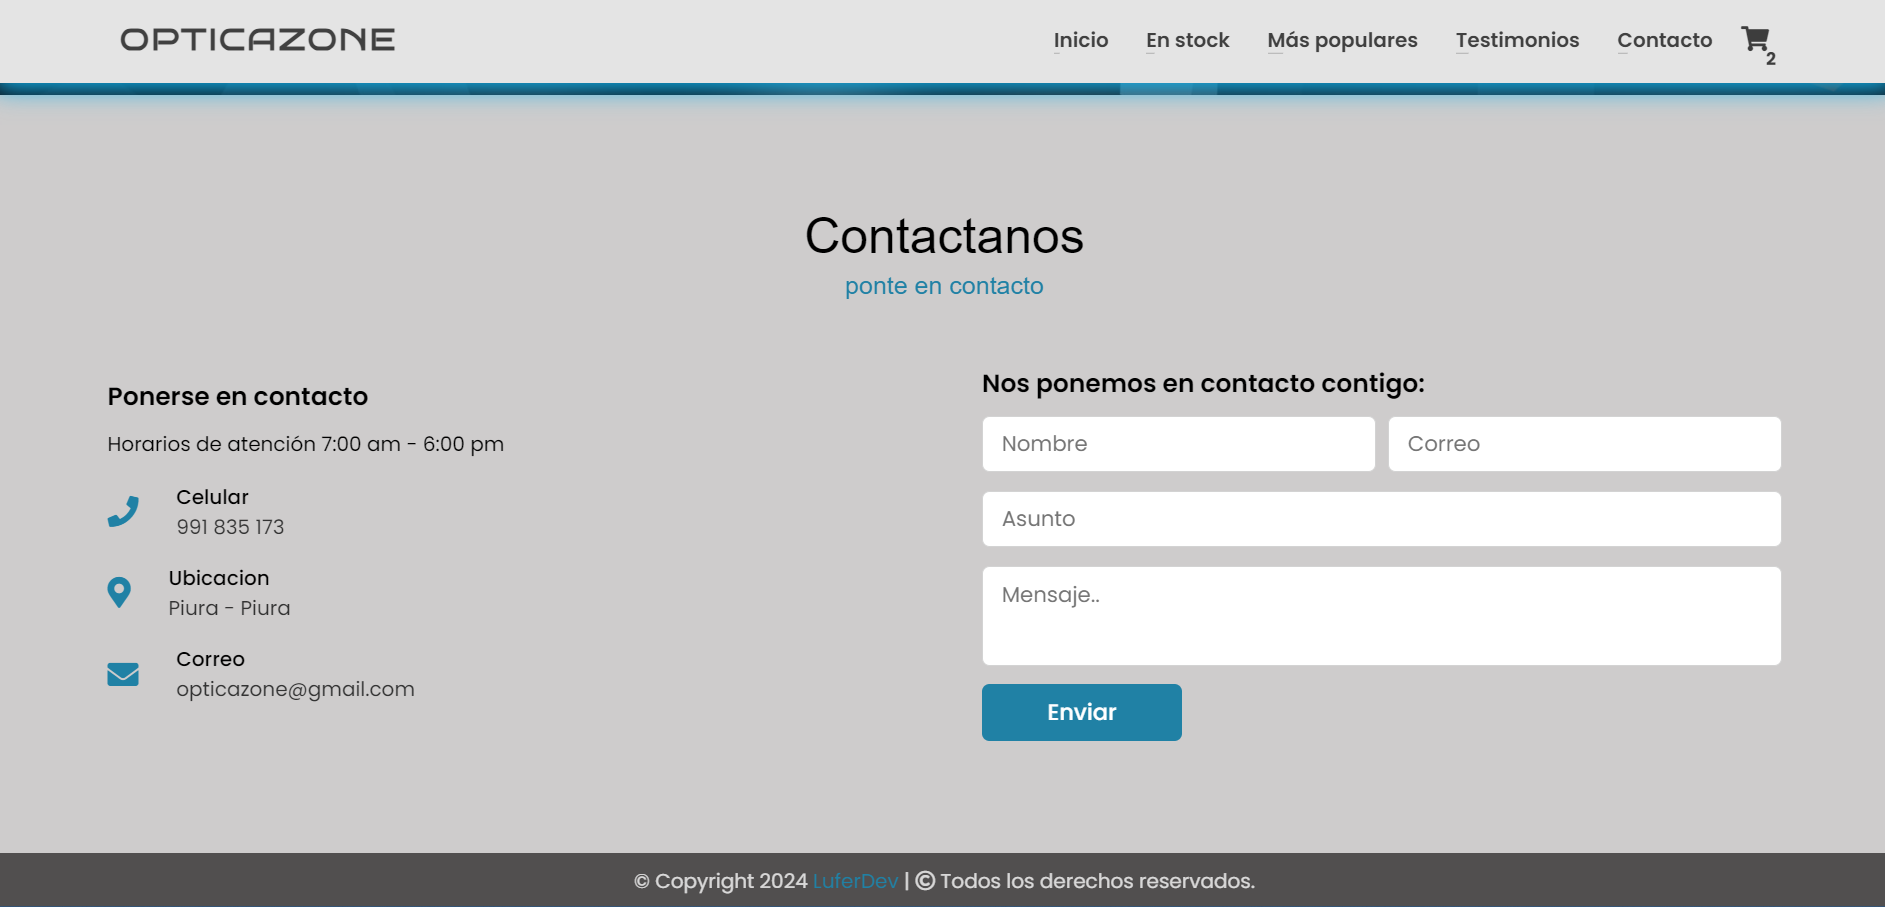 OPTICAZONE
Inicio En stock Más populares Testimonios Contacto 2
Contactanos
ponte en contacto
Ponerse en contacto
Horarios de atención 7:00 am - 6:00 pm
Celular
991 835 173
Ubicacion
Piura - Piura
Correo
opticazone@gmail.com
Nos ponemos en contacto contigo:
Nombre Correo
Asunto
Mensaje..
Enviar
© Copyright 2024 LuferDev | © Todos los derechos reservados.